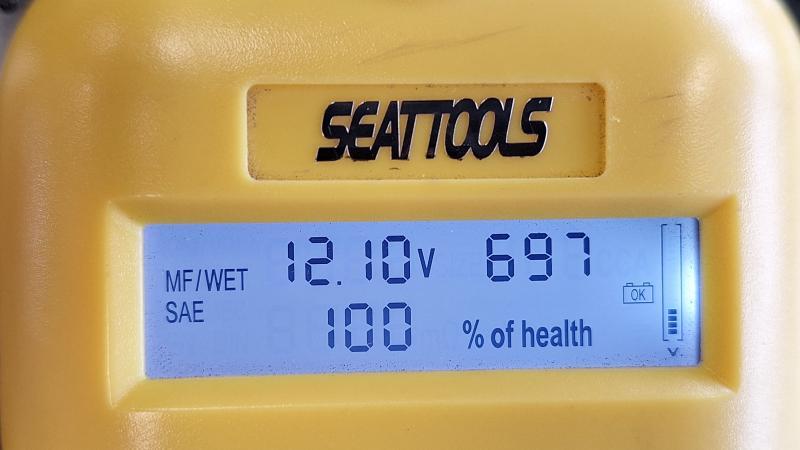 SEATTOOLS
MF/WET 12.10V 697
SAE 100 % of health
OK
V